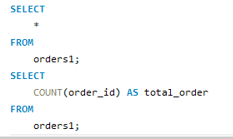 SELECT
*
FROM
orders1;
SELECT
COUNT(order_id) AS total_order
FROM
orders1;